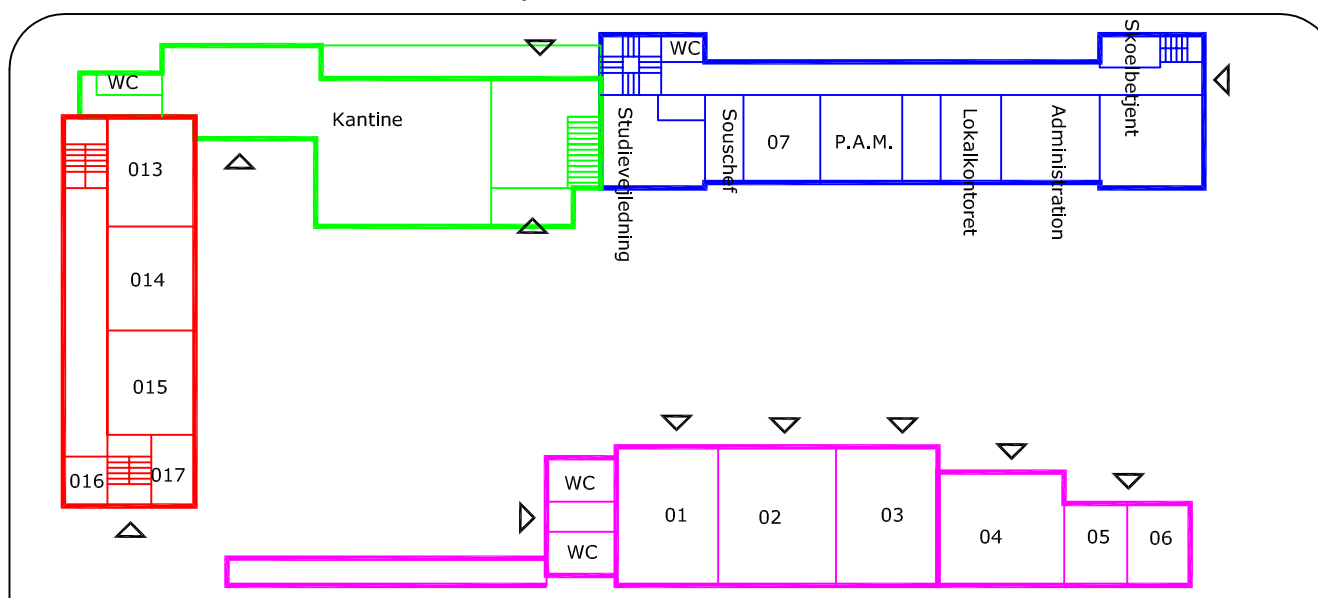 WC
WC
Kantine
Studievejledning
Souschef
07
P.A.M.
Lokalkontoret
Administration
Skoelbetjent
013
014
015
016
017
WC
WC
01
02
03
04
05
06